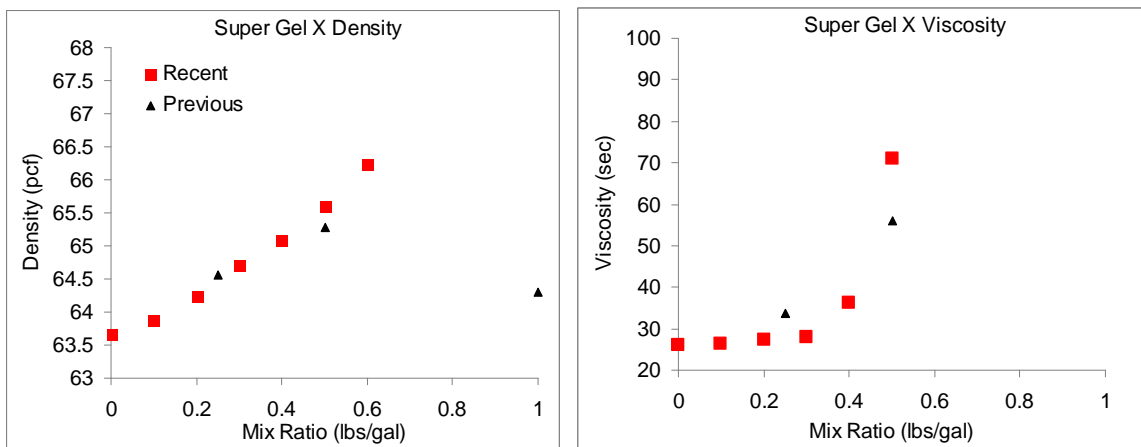 Super Gel X Density
68
67.5
67
66.5
66
65.5
65
64.5
64
63.5
63
Density (pcf)
Recent
Previous
0 0.2 0.4 0.6 0.8 1
Mix Ratio (lbs/gal)
Super Gel X Viscosity
100
90
80
70
60
50
40
30
20
Viscosity (sec)
0 0.2 0.4 0.6 0.8 1
Mix Ratio (lbs/gal)